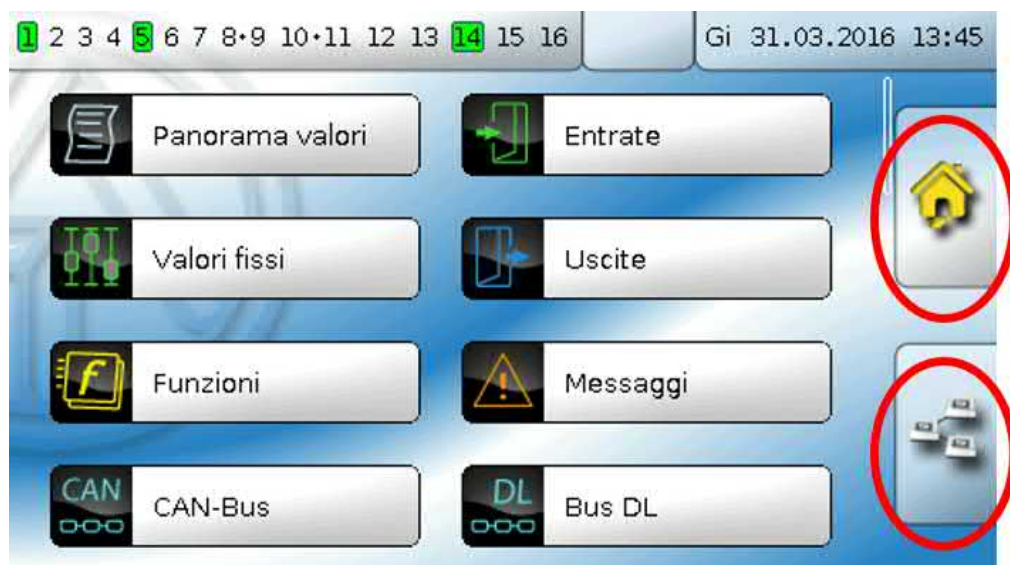 1 2 3 4 5 6 7 8•9 10•11 12 13 14 15 16 Gi 31.03.2016 13:45
Panorama valori Entrate
Valori fissi Uscite
f Funzioni ! Messaggi
CAN CAN-Bus DL Bus DL